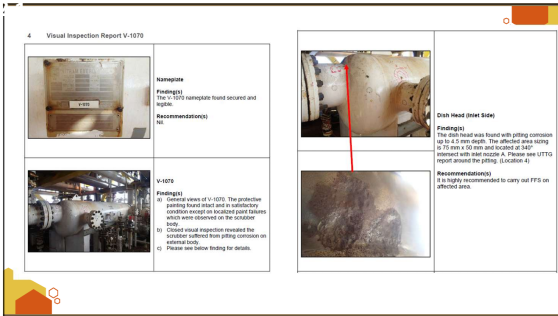 4 Visual Inspection Report V-1070
Nameplate
Finding(s)
The V-1070 nameplate found secured and
legible.
Recommendation(s)
Nil.
V-1070
V-1070
Finding(s)
a) General views of V-1070. The protective
painting found intact and in satisfactory
condition except on localized paint failures
which were observed on the scrubber
body.
b) Closed visual inspection revealed the
scrubber suffered from pitting corrosion on
external body.
c) Please see below finding for details.
Dish Head (Inlet Side)
Finding(s)
The dish head was found with pitting corrosion
up to 4.5 mm depth. The affected area sizing
is 75 mm x 50 mm and located at 340°
intersect with inlet nozzle A. Please see UTTG
report around the pitting. (Location 4)
Recommendation(s)
It is highly recommended to carry out FFS on
affected area.